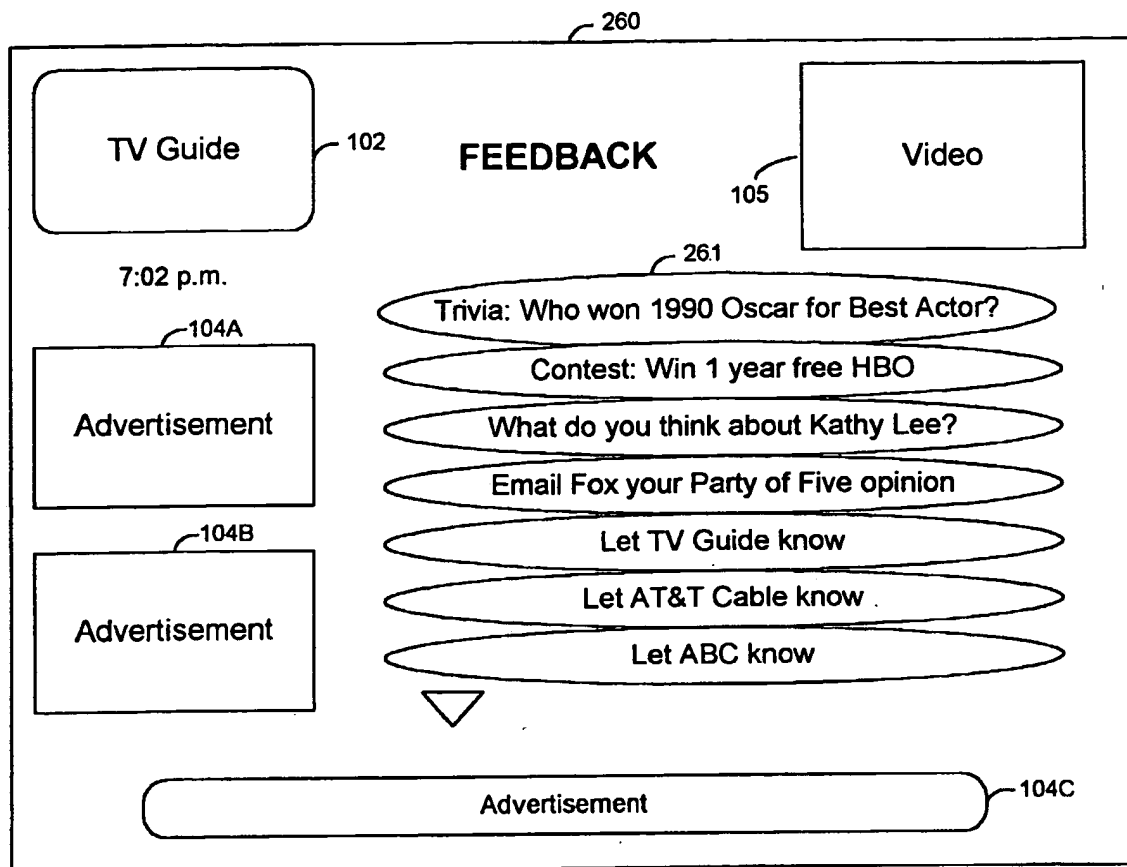 260
TV Guide
102
FEEDBACK
Video
105
7:02 p.m.
261
Trivia: Who won 1990 Oscar for Best Actor?
104A
Contest: Win 1 year free HBO
Advertisement
What do you think about Kathy Lee?
Email Fox your Party of Five opinion
104B
Let TV Guide know
Let AT&T Cable know
Advertisement
Let ABC know
Advertisement
104C